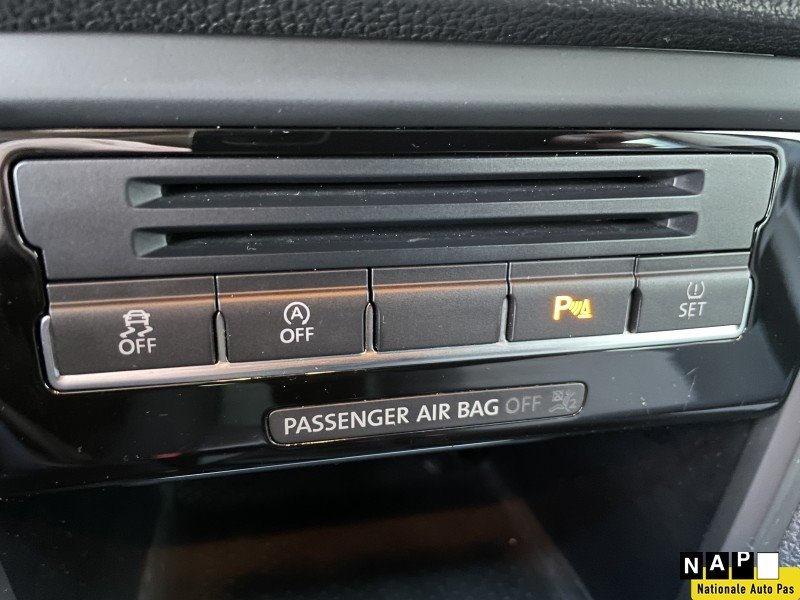 OFF
A
OFF
P
SET
PASSENGER AIR BAG OFF
NAP
Nationale Auto Pas